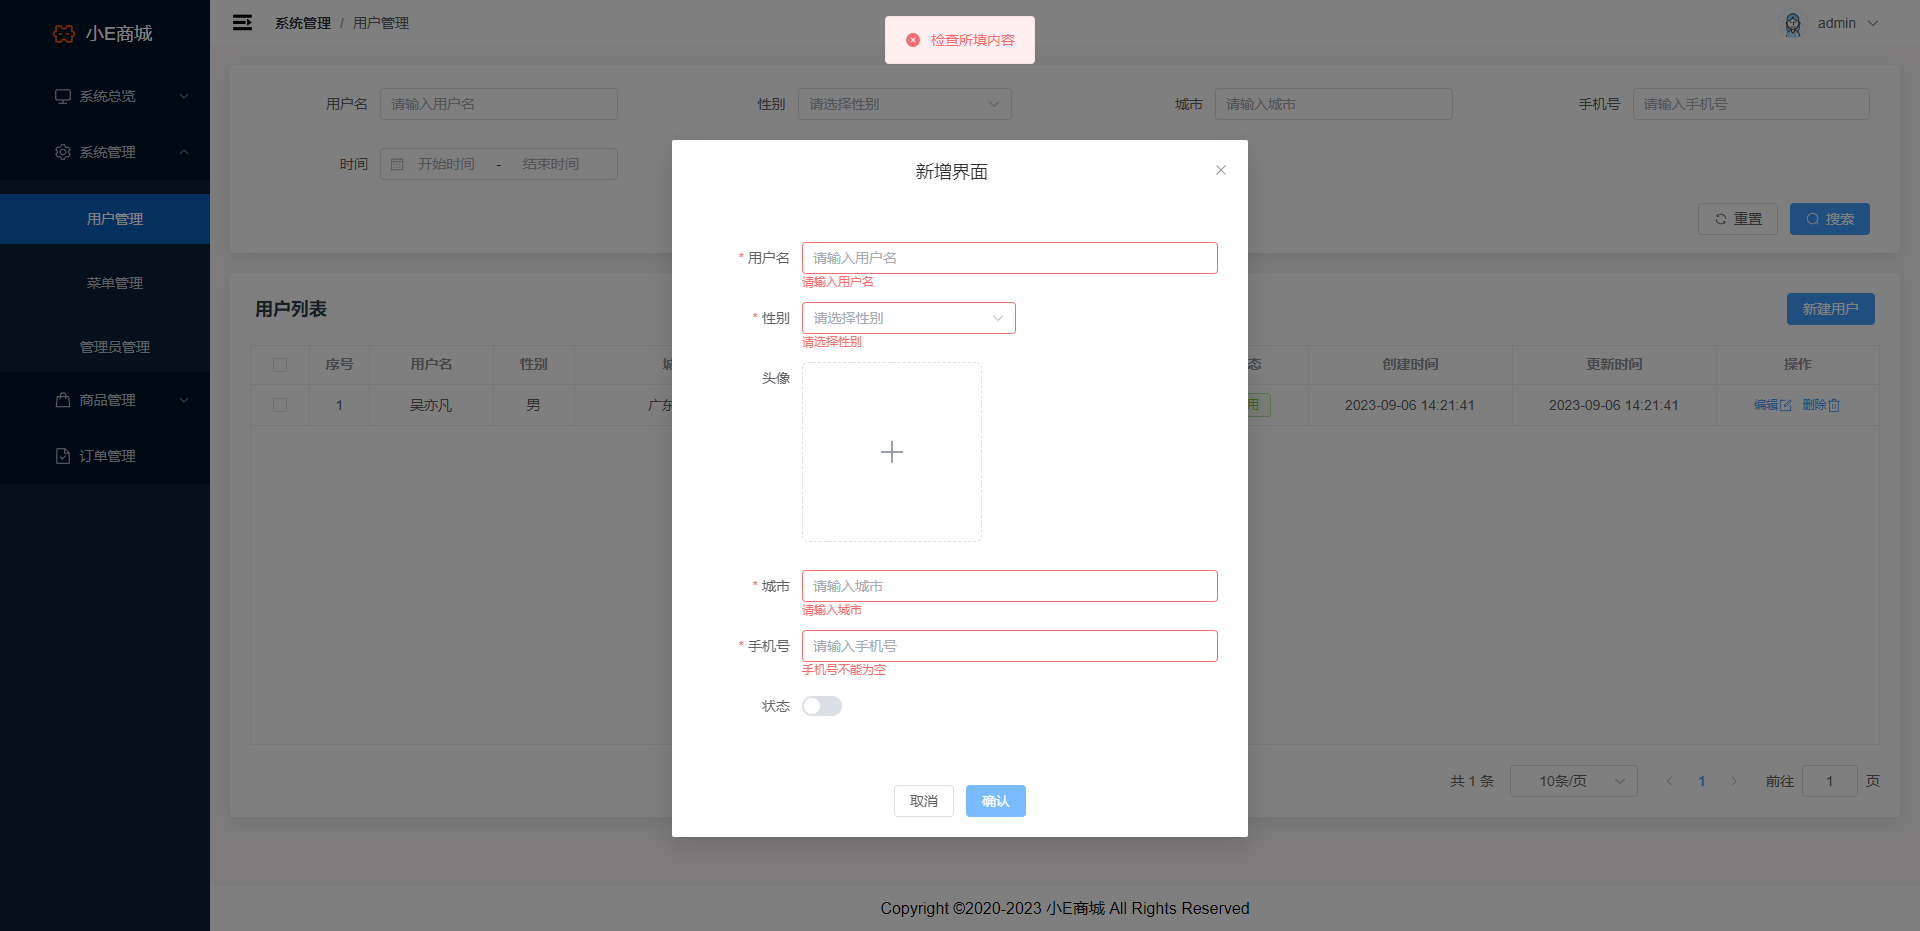 小E商城
系统总览
系统管理
用户管理
菜单管理
管理员管理
商品管理
订单管理
系统管理 / 用户管理
检查所填内容
admin
用户名 请输入用户名 性别 请选择性别 城市 请输入城市 手机号 请输入手机号
时间 开始时间 - 结束时间
重置 搜索
用户列表
新建用户
序号 用户名 性别 创建时间 更新时间 操作
1 吴亦凡 男 广东 用 2023-09-06 14:21:41 2023-09-06 14:21:41 编辑 删除
共 1 条 10条/页 1 前往 1 页
新增界面
* 用户名 请输入用户名
请输入用户名
* 性别 请选择性别
请选择性别
头像
* 城市 请输入城市
请输入城市
* 手机号 请输入手机号
手机号不能为空
状态
取消 确认
Copyright ©2020-2023 小E商城 All Rights Reserved